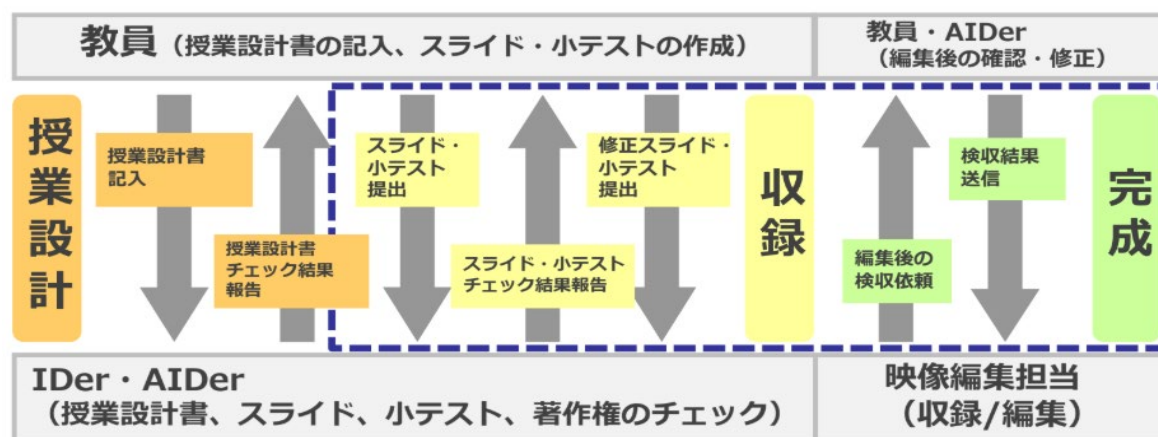 教員（授業設計書の記入、スライド・小テストの作成）
教員・AIDer
（編集後の確認・修正）
授業設計
授業設計書
記入
授業設計書
チェック結果
報告
スライド・
小テスト
提出
スライド・小テスト
チェック結果報告
修正スライド・
小テスト
提出
収録
編集後の
検収依頼
検収結果
送信
完成
IDer・AIDer
（授業設計書、スライド、小テスト、著作権のチェック）
映像編集担当
（収録/編集）